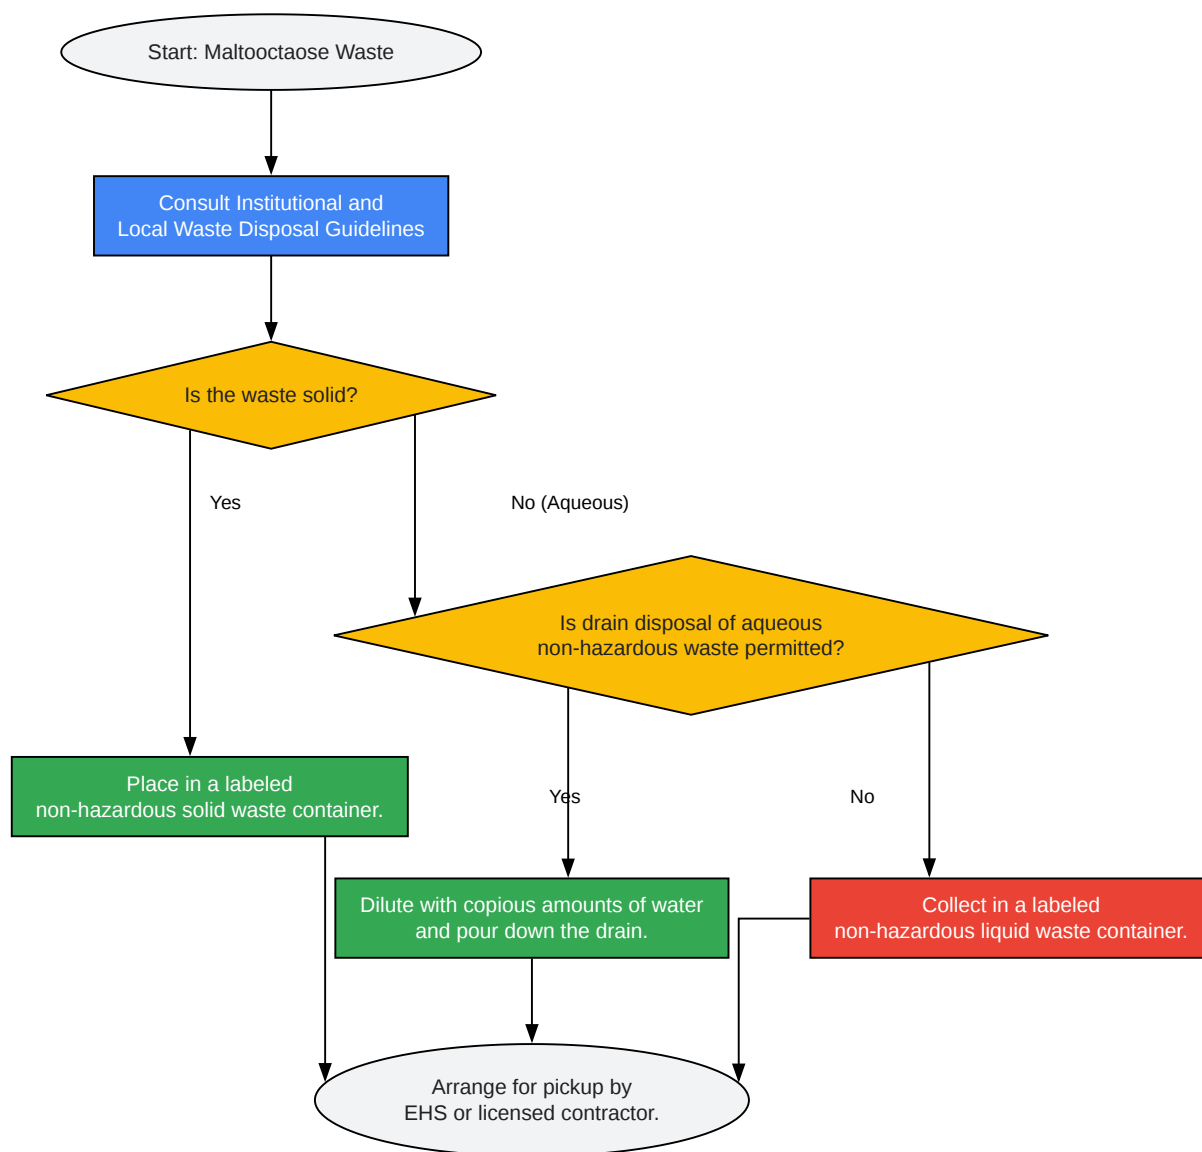 Start: Maltooctaose Waste
Consult Institutional and
Local Waste Disposal Guidelines
Is the waste solid?
Yes
No (Aqueous)
Is drain disposal of aqueous
non-hazardous waste permitted?
Place in a labeled
non-hazardous solid waste container.
Yes
No
Dilute with copious amounts of water
and pour down the drain.
Collect in a labeled
non-hazardous liquid waste container.
Arrange for pickup by
EHS or licensed contractor.